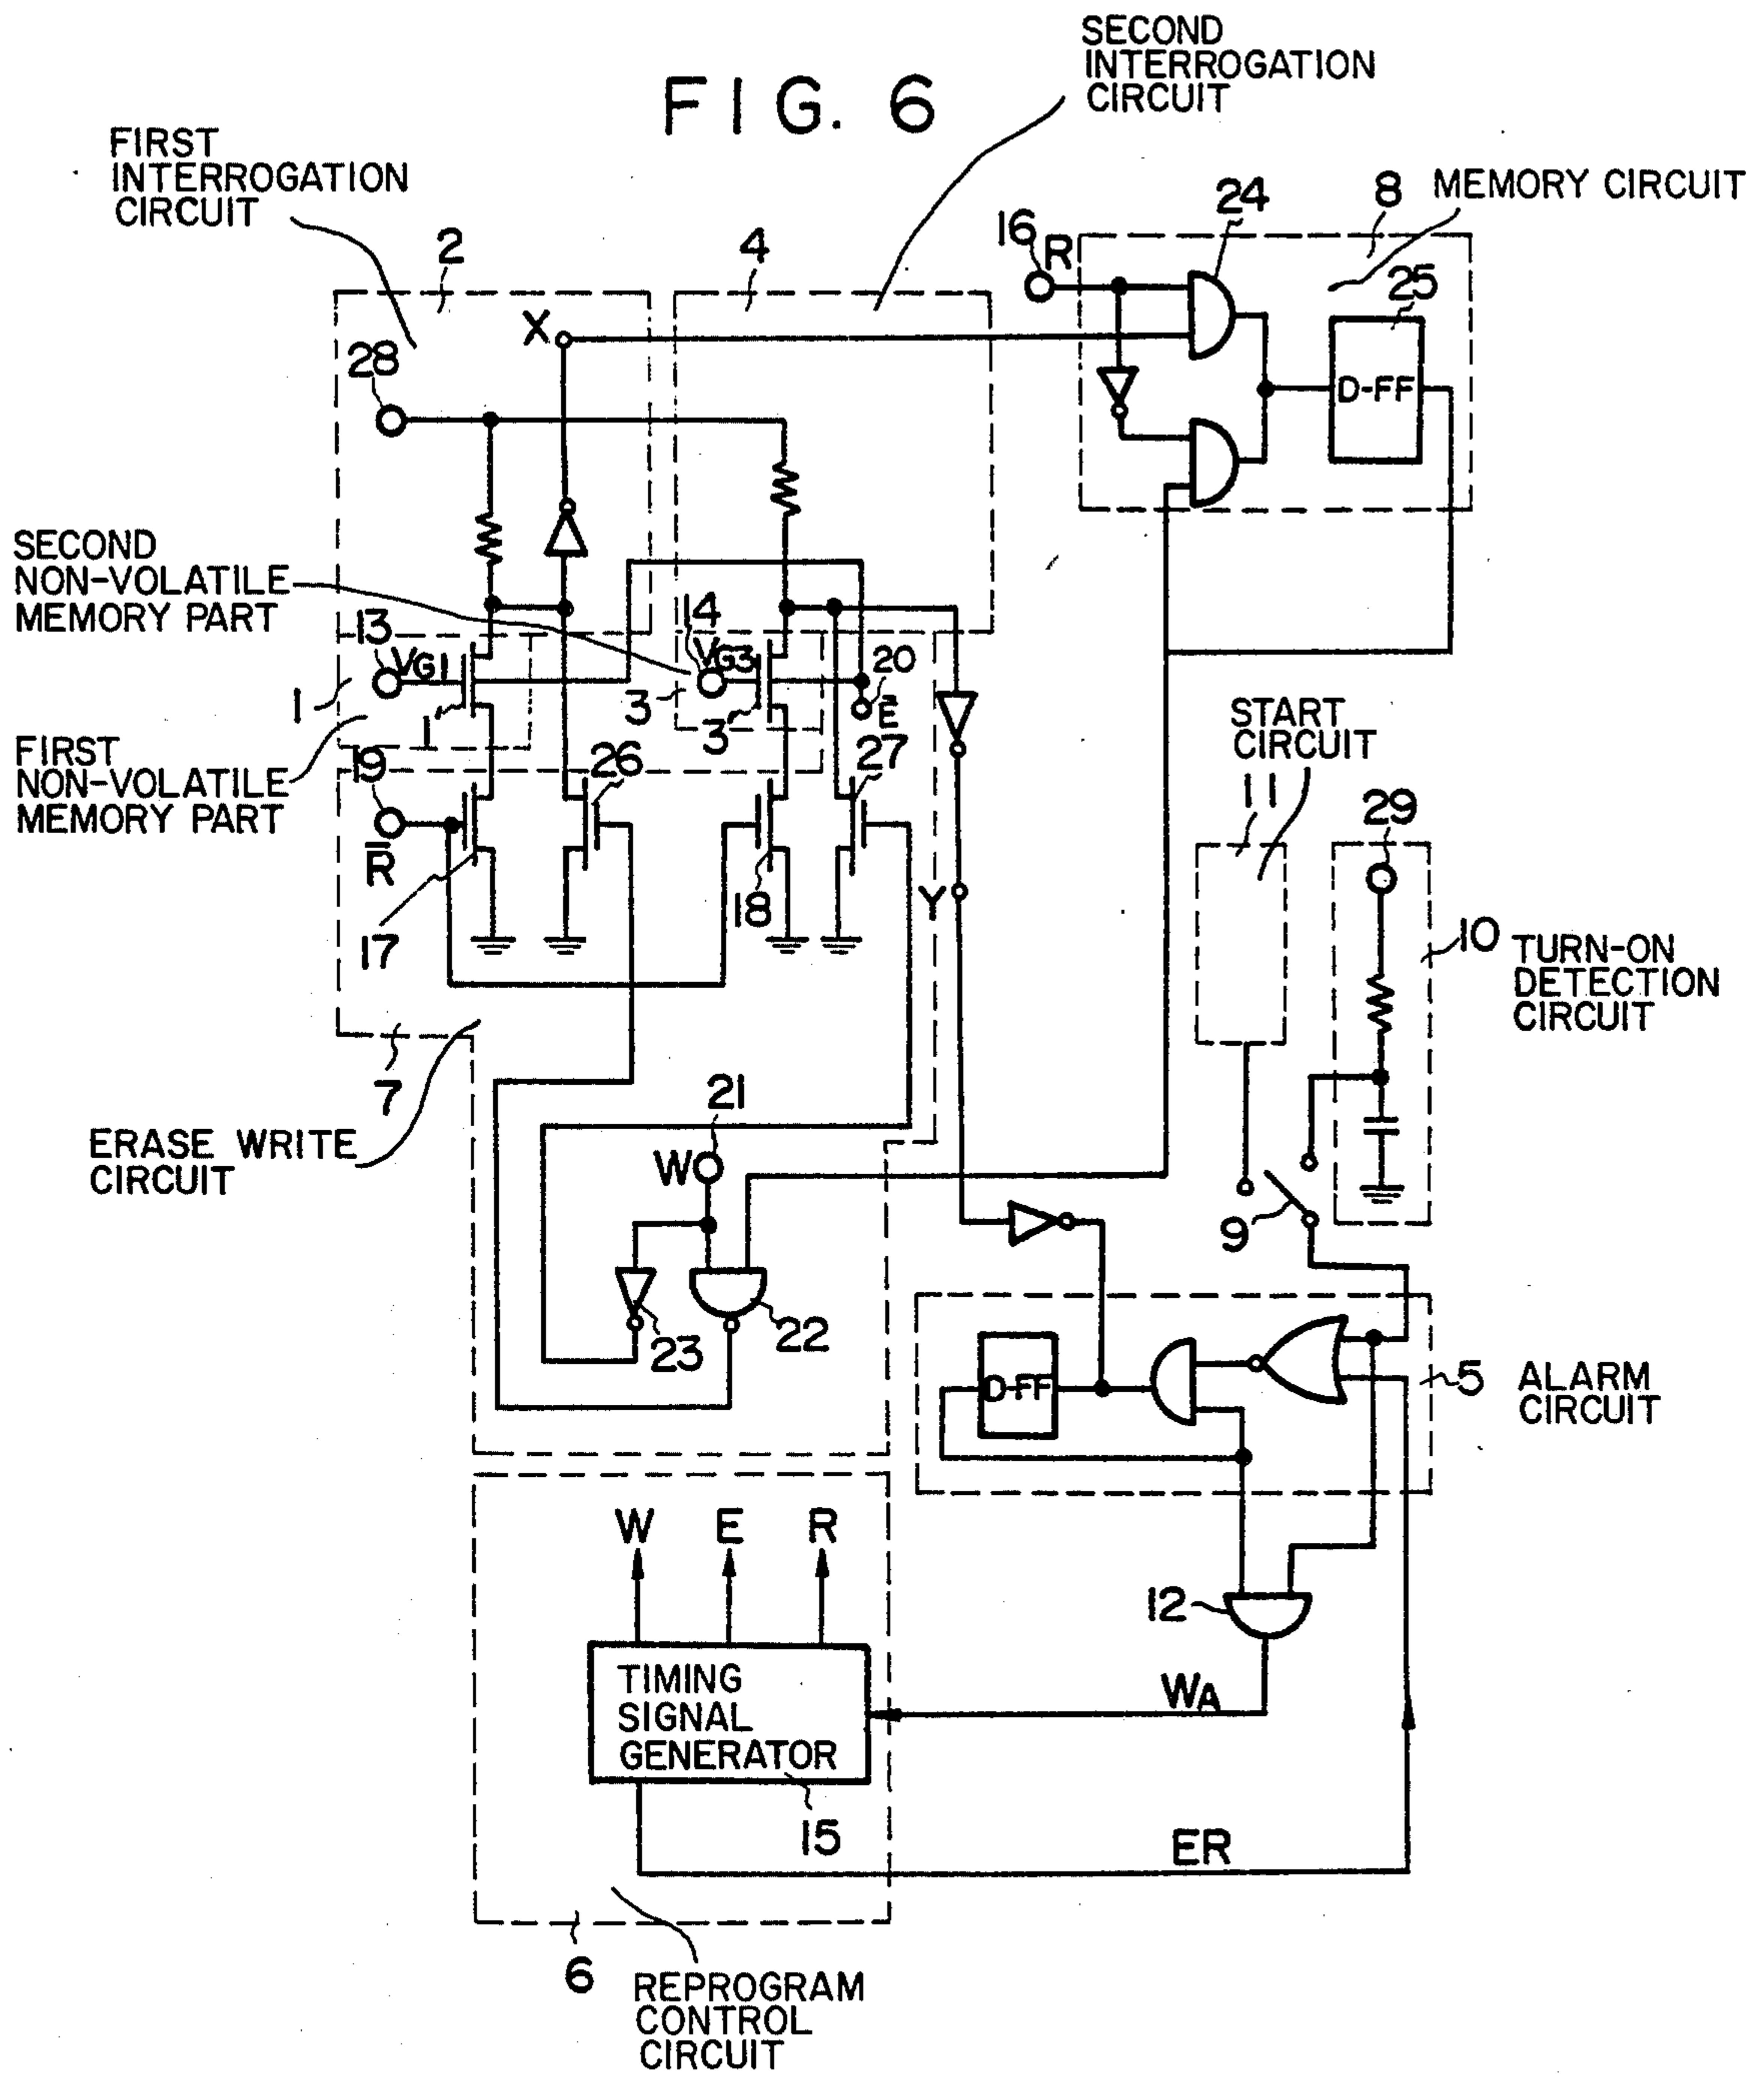 FIG. 6
SECOND
INTERROGATION
CIRCUIT
FIRST
INTERROGATION
CIRCUIT
2
4
16
R
24
8
MEMORY CIRCUIT
25
D-FF
X
28
SECOND
NON-VOLATILE
MEMORY PART
13
VG1
1
1'
14
VG3
3
3'
20
Ē
FIRST
NON-VOLATILE
MEMORY PART
19
R̄
17
26
18
27
Y
START
CIRCUIT
11
29
10
TURN-ON
DETECTION
CIRCUIT
7
ERASE WRITE
CIRCUIT
21
W
23
22
9
D-FF
5
ALARM
CIRCUIT
W
E
R
12
TIMING
SIGNAL
GENERATOR
WA
15
ER
6
REPROGRAM
CONTROL
CIRCUIT